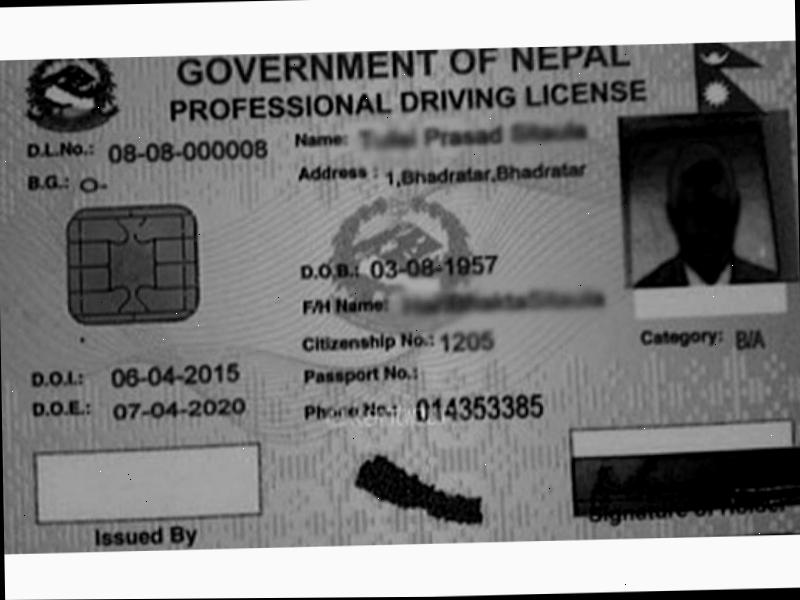 GOVERNMENT OF NEPAL
PROFESSIONAL DRIVING LICENSE
D.L.No.: 08-08-000008
Name: Prasad
B.G.: O-
Address : 1,Bhadratar,Bhadratar
D.O.B.: 03-08-1957
F/H Name:
Citizenship No.: 1205
Category: B/A
D.O.I.: 06-04-2015
Passport No.:
D.O.E.: 07-04-2020
Phone No.: 014353385
Issued By
Signature of Holder